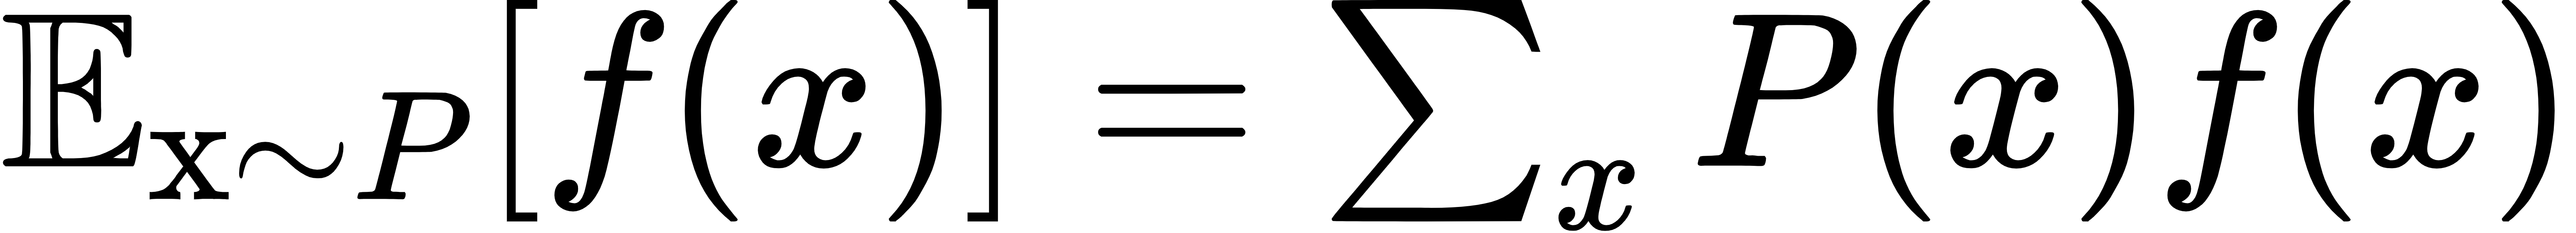 𝔼ₓ∼P[f(x)] = ∑ₓ P(x)f(x)